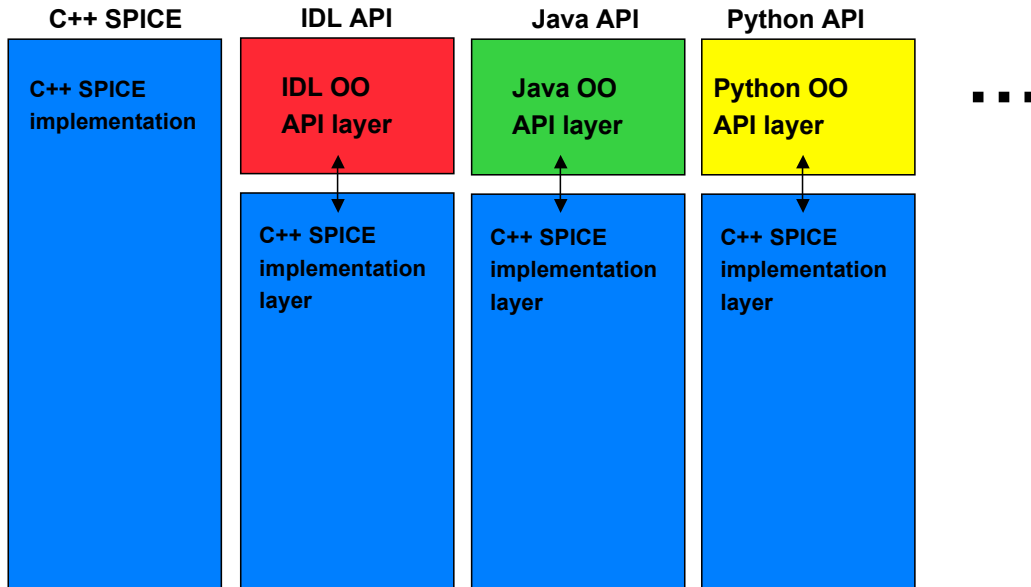 C++ SPICE
IDL API
Java API
Python API
C++ SPICE
implementation
IDL OO
API layer
Java OO
API layer
Python OO
API layer
...
C++ SPICE
implementation
layer
C++ SPICE
implementation
layer
C++ SPICE
implementation
layer